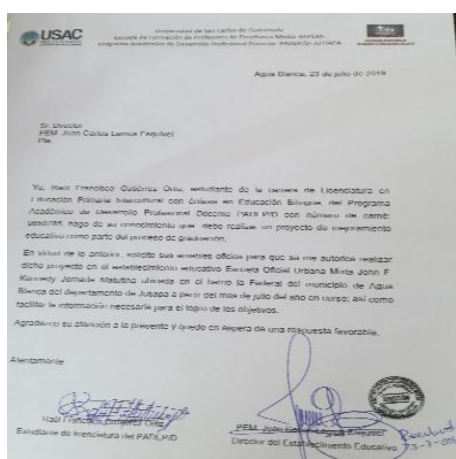 USAC
Universidad de San Carlos de Guatemala
Escuela de Formación de Profesores de Enseñanza Media -EFPEM-
Programa Académico de Desarrollo Profesional Docente -PADEP/D- JUTIAPA
Agua Blanca, 23 de julio de 2019
Sr. Director
PEM. Juan Carlos Lemus Esquivel
Pte.
Yo, Raúl Francisco Gutiérrez Ortiz, estudiante de la carrera de Licenciatura en
Educación Primaria Intercultural con énfasis en Educación Bilingüe, del Programa
Académico de Desarrollo Profesional Docente PADEP/D con número de carné:
hago de su conocimiento que debo realizar un proyecto de mejoramiento
educativo como parte del proceso de graduación.
En virtud de lo anterior, solicito sus amables oficios para que se me autorice realizar
dicho proyecto en el establecimiento educativo Escuela Oficial Urbana Mixta John F.
Kennedy Jornada Matutina ubicada en el barrio la Federal del municipio de Agua
Blanca del departamento de Jutiapa a partir del mes de julio del año en curso; así como
facilitar la información necesaria para el logro de los objetivos.
Agradezco su atención a la presente y quedo en espera de una respuesta favorable.
Atentamente
Raúl Francisco Gutiérrez Ortiz
Estudiante de licenciatura del PADEP/D
PEM. Juan Carlos Lemus Esquivel
Director del Establecimiento Educativo